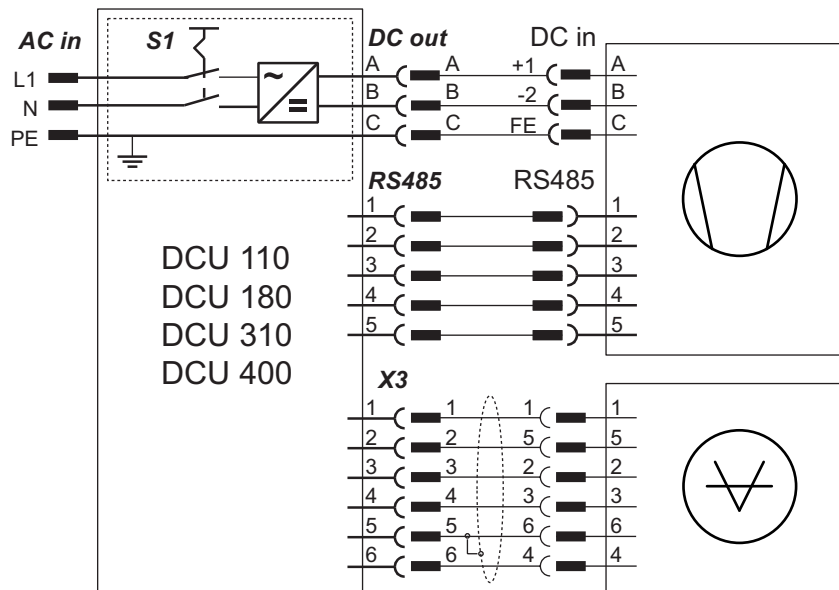 AC in S1 DC out DC in
L1 A A +1 A
N B B -2 B
PE C C FE C
RS485 RS485
1 1
2 2
3 3
4 4
5 5
DCU 110
DCU 180
DCU 310
DCU 400
X3
1 1 1 1
2 2 5 5
3 3 2 2
4 4 3 3
5 5 6 6
6 6 4 4